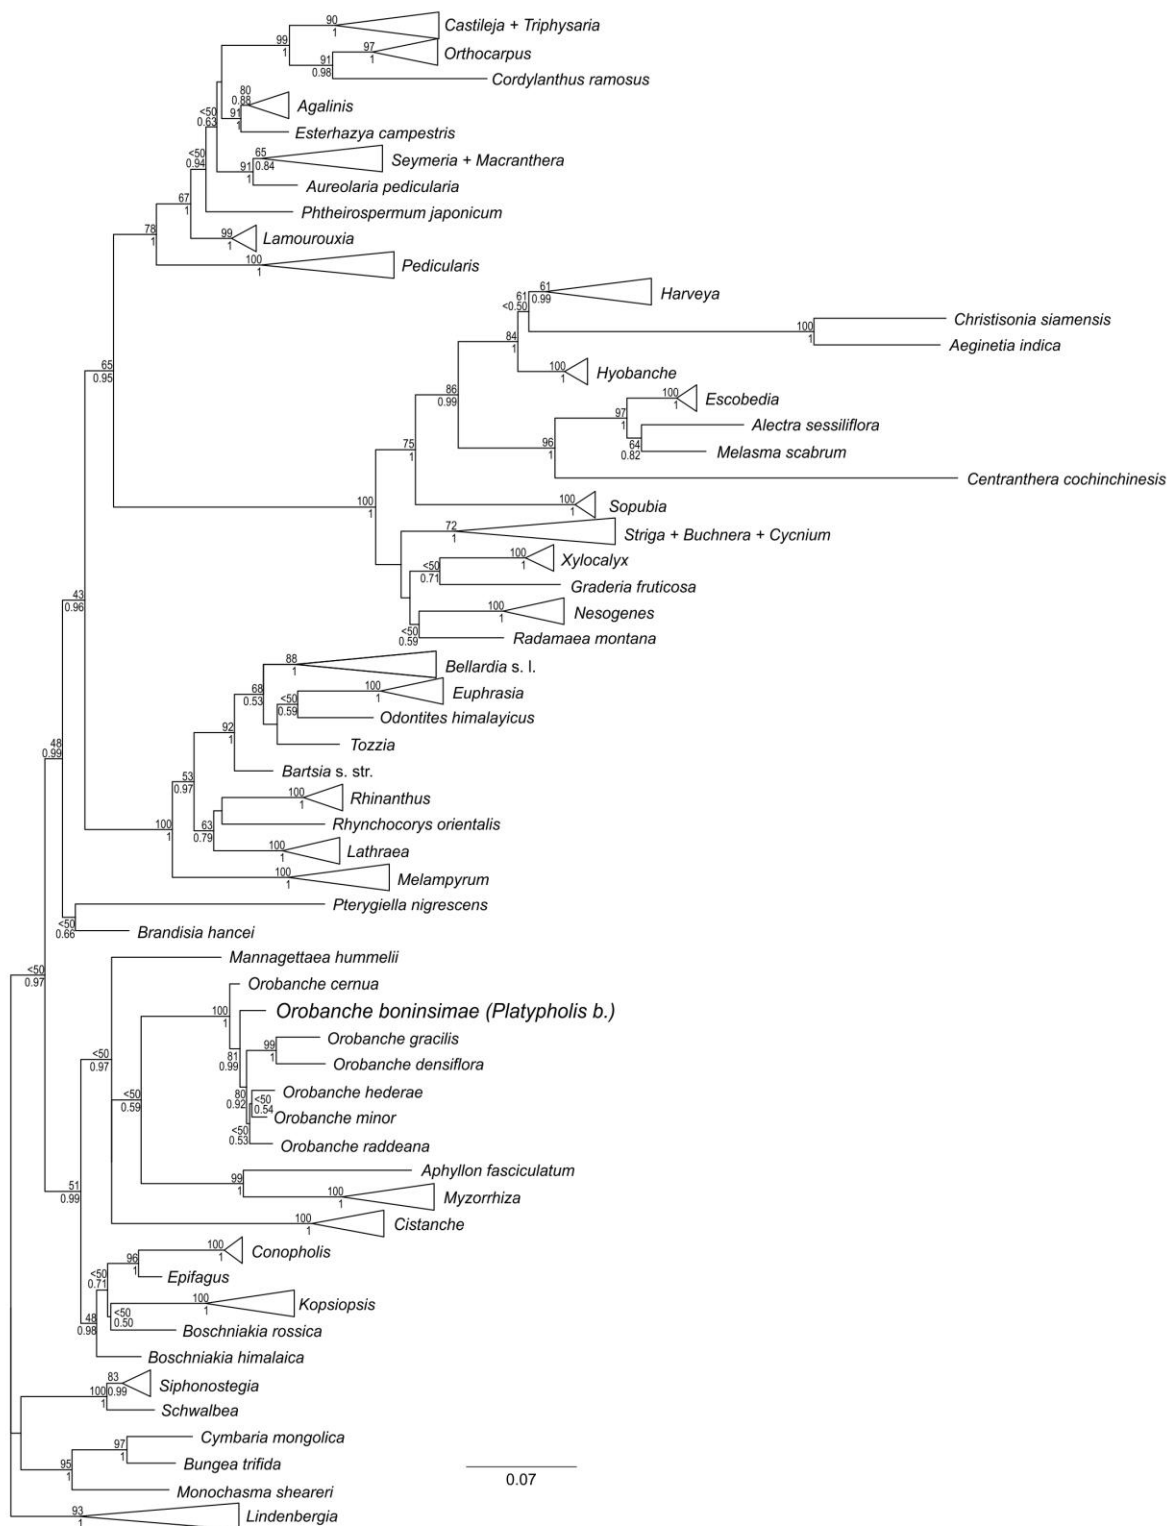 90
1
Castileja + Triphysaria
99
1
97
1
Orthocarpus
91
0.98
Cordylanthus ramosus
80
0.88
Agalinis
91
1
Esterhazya campestris
<50
0.63
65
0.84
Seymeria + Macranthera
<50
0.94
91
1
Aureolaria pedicularia
Phtheirospermum japonicum
67
1
99
1
Lamourouxia
78
1
100
1
Pedicularis
61
0.99
Harveya
61
<0.50
Christisonia siamensis
100
1
Aeginetia indica
84
1
100
1
Hyobanche
65
0.95
86
0.99
100
1
Escobedia
97
1
Alectra sessiliflora
64
0.82
Melasma scabrum
75
1
96
1
Centranthera cochinchinesis
100
1
100
1
Sopubia
72
1
Striga + Buchnera + Cycnium
100
1
Xylocalyx
<50
0.71
Graderia fruticosa
100
1
Nesogenes
<50
0.59
Radamaea montana
43
0.96
88
1
Bellardia s. l.
68
0.53
100
1
Euphrasia
<50
0.59
Odontites himalayicus
92
1
Tozzia
48
0.99
Bartsia s. str.
53
0.97
100
1
Rhinanthus
100
1
63
0.79
Rhynchocorys orientalis
100
1
Lathraea
100
1
Melampyrum
Pterygiella nigrescens
<50
0.66
Brandisia hancei
<50
0.97
Mannagettaea hummelii
Orobanche cernua
100
1
Orobanche boninsimae (Platypholis b.)
Orobanche gracilis
81
0.99
99
1
Orobanche densiflora
<50
0.97
<50
0.59
80
0.92
Orobanche hederae
<50
0.54
Orobanche minor
<50
0.53
Orobanche raddeana
Aphyllon fasciculatum
99
1
100
1
Myzorrhiza
51
0.99
100
1
Cistanche
100
1
Conopholis
96
1
Epifagus
<50
0.71
100
1
Kopsiopsis
<50
0.50
48
0.98
Boschniakia rossica
Boschniakia himalaica
83
0.99
Siphonostegia
100
1
Schwalbea
Cymbaria mongolica
97
1
Bungea trifida
95
1
Monochasma sheareri
0.07
93
1
Lindenbergia